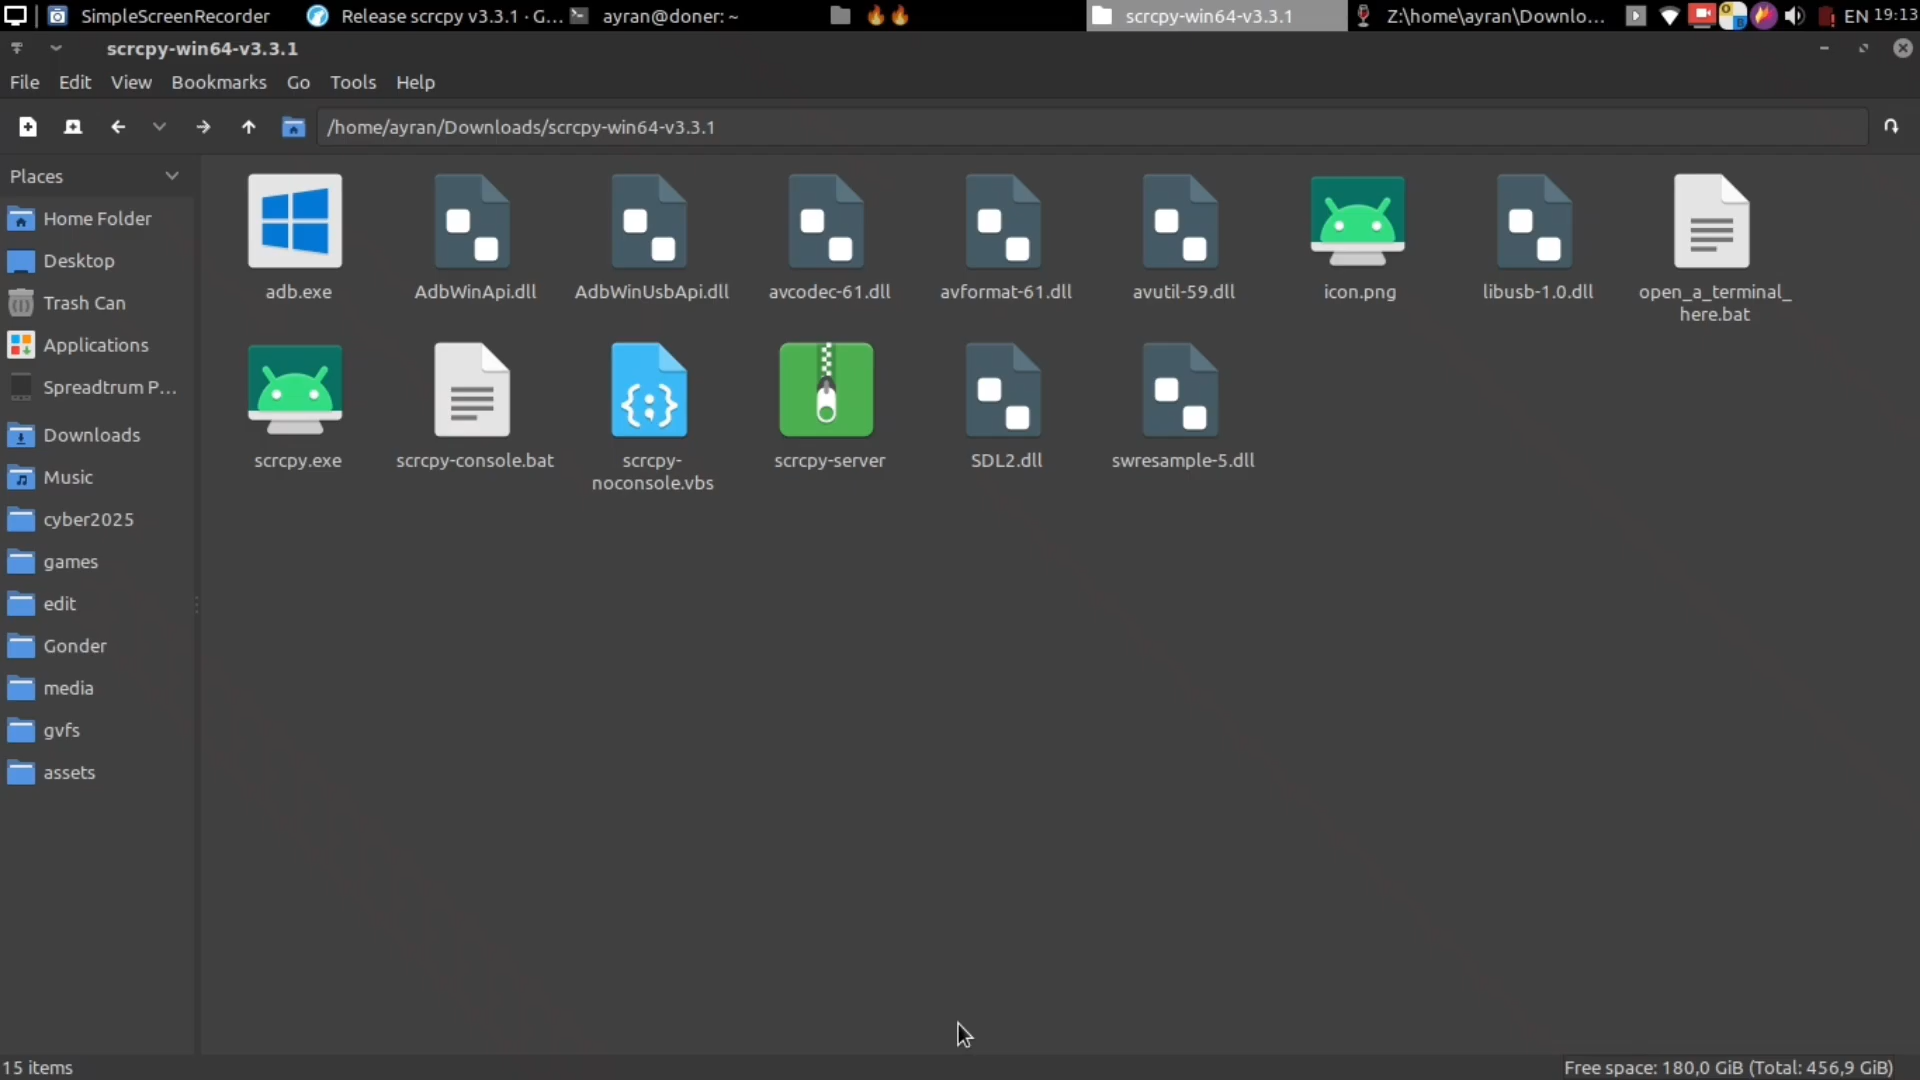 SimpleScreenRecorder
Release scrcpy v3.3.1 · G...
ayran@doner: ~
scrcpy-win64-v3.3.1
Z:\home\ayran\Downlo...
EN 19:13
scrcpy-win64-v3.3.1
File Edit View Bookmarks Go Tools Help
/home/ayran/Downloads/scrcpy-win64-v3.3.1
Places
Home Folder
Desktop
Trash Can
Applications
Spreadtrum P...
Downloads
Music
cyber2025
games
edit
Gonder
media
gvfs
assets
adb.exe
AdbWinApi.dll
AdbWinUsbApi.dll
avcodec-61.dll
avformat-61.dll
avutil-59.dll
icon.png
libusb-1.0.dll
open_a_terminal_
here.bat
scrcpy.exe
scrcpy-console.bat
scrcpy-
noconsole.vbs
scrcpy-server
SDL2.dll
swresample-5.dll
15 items
Free space: 180,0 GiB (Total: 456,9 GiB)